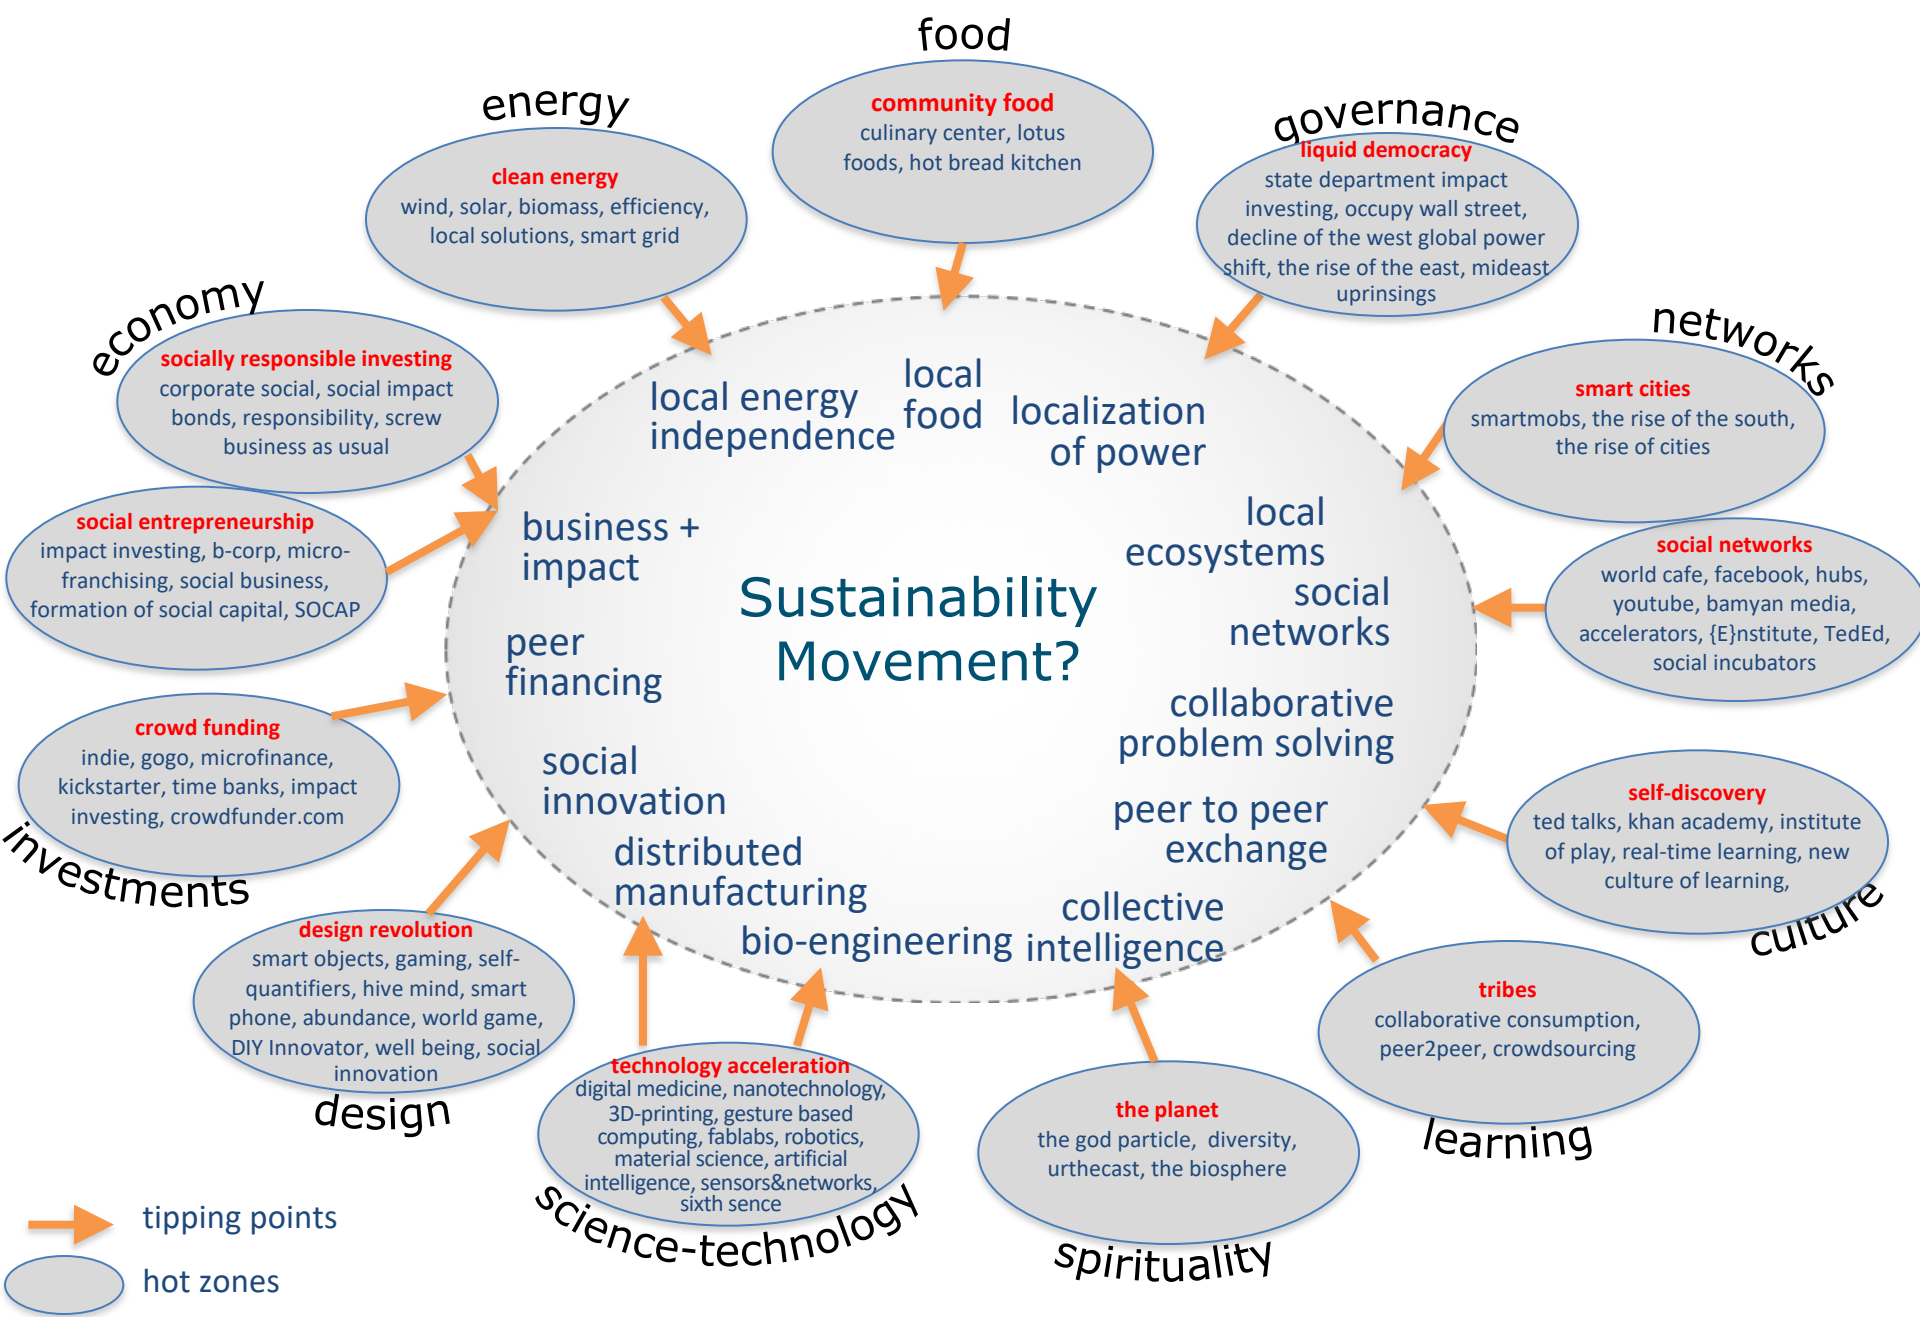 food
community food
culinary center, lotus
foods, hot bread kitchen
energy
clean energy
wind, solar, biomass, efficiency,
local solutions, smart grid
governance
liquid democracy
state department impact
investing, occupy wall street,
decline of the west global power
shift, the rise of the east, mideast
uprinsings
economy
socially responsible investing
corporate social, social impact
bonds, responsibility, screw
business as usual
networks
smart cities
smartmobs, the rise of the south,
the rise of cities
social entrepreneurship
impact investing, b-corp, micro-
franchising, social business,
formation of social capital, SOCAP
social networks
world cafe, facebook, hubs,
youtube, bamyan media,
accelerators, {E}nstitute, TedEd,
social incubators
local energy
independence
local
food
localization
of power
business +
impact
local
ecosystems
social
networks
Sustainability
Movement?
peer
financing
collaborative
problem solving
social
innovation
peer to peer
exchange
distributed
manufacturing
bio-engineering
collective
intelligence
crowd funding
indie, gogo, microfinance,
kickstarter, time banks, impact
investing, crowdfunder.com
investments
self-discovery
ted talks, khan academy, institute
of play, real-time learning, new
culture of learning,
culture
design revolution
smart objects, gaming, self-
quantifiers, hive mind, smart
phone, abundance, world game,
DIY Innovator, well being, social
innovation
design
tribes
collaborative consumption,
peer2peer, crowdsourcing
learning
technology acceleration
digital medicine, nanotechnology,
3D-printing, gesture based
computing, fablabs, robotics,
material science, artificial
intelligence, sensors&networks,
sixth sence
science-technology
the planet
the god particle, diversity,
urthecast, the biosphere
spirituality
tipping points
hot zones